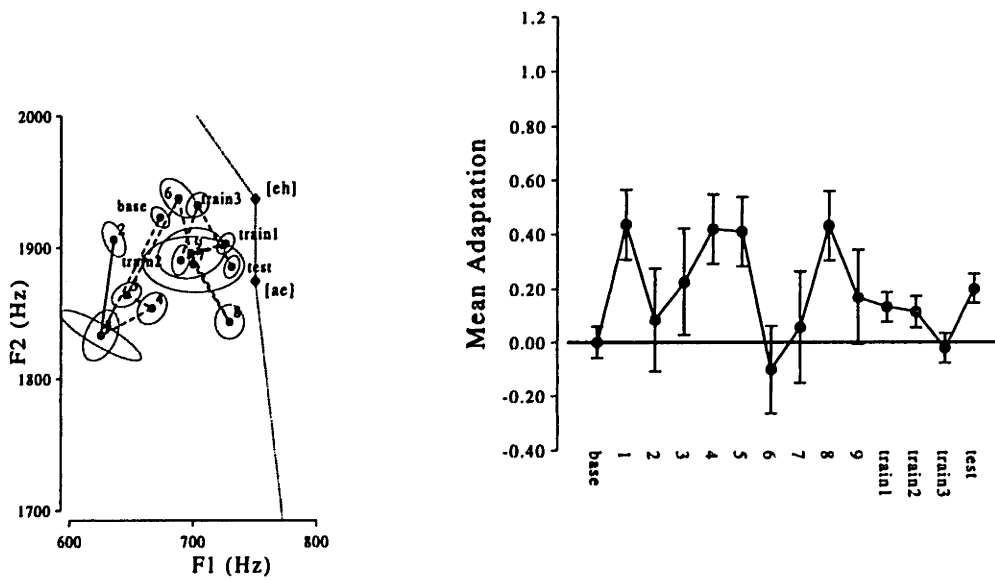 2000
1900
1800
1700
F2 (Hz)
600
700
800
F1 (Hz)
[eh]
[ae]
6
train3
base
2
train1
train2
test
5
4
8
1.2
1.0
0.80
0.60
0.40
0.20
0.00
-0.20
-0.40
Mean Adaptation
base
1
2
3
4
5
6
7
8
9
train1
train2
train3
test